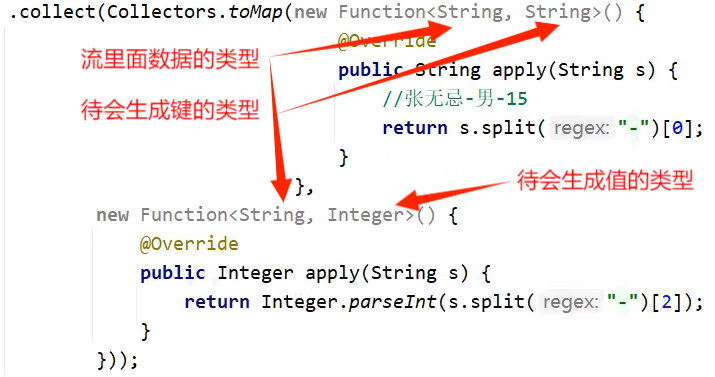 .collect(Collectors.toMap(new Function<String, String>() {
@Override
流里面数据的类型
public String apply(String s) {
待会生成键的类型
//张无忌-男-15
return s.split( regex: "-")[0];
}
},
待会生成值的类型
new Function<String, Integer>() {
@Override
public Integer apply(String s) {
return Integer.parseInt(s.split( regex: "-")[2]);
}
}));